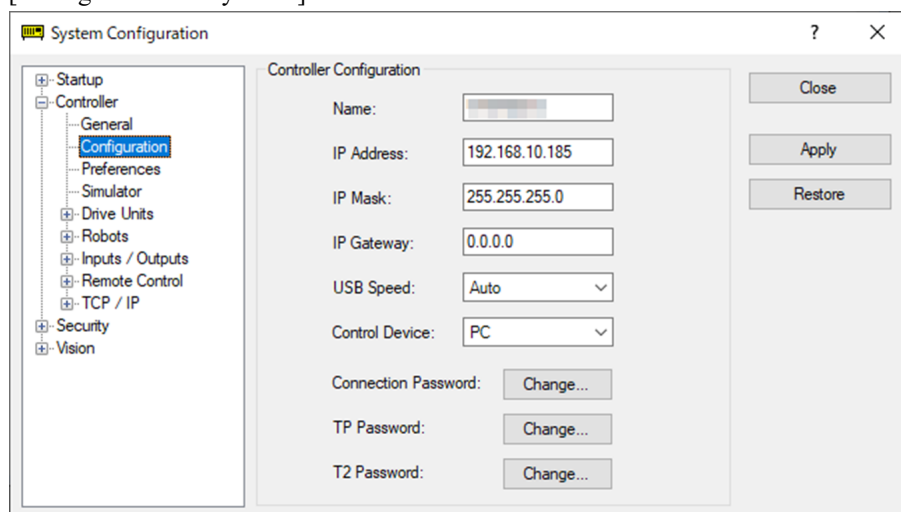 System Configuration
?
Startup
Controller
General
Configuration
Preferences
Simulator
Drive Units
Robots
Inputs / Outputs
Remote Control
TCP / IP
Security
Vision
Controller Configuration
Name:
IP Address: 192.168.10.185
IP Mask: 255.255.255.0
IP Gateway: 0.0.0.0
USB Speed: Auto
Control Device: PC
Connection Password: Change...
TP Password: Change...
T2 Password: Change...
Close
Apply
Restore